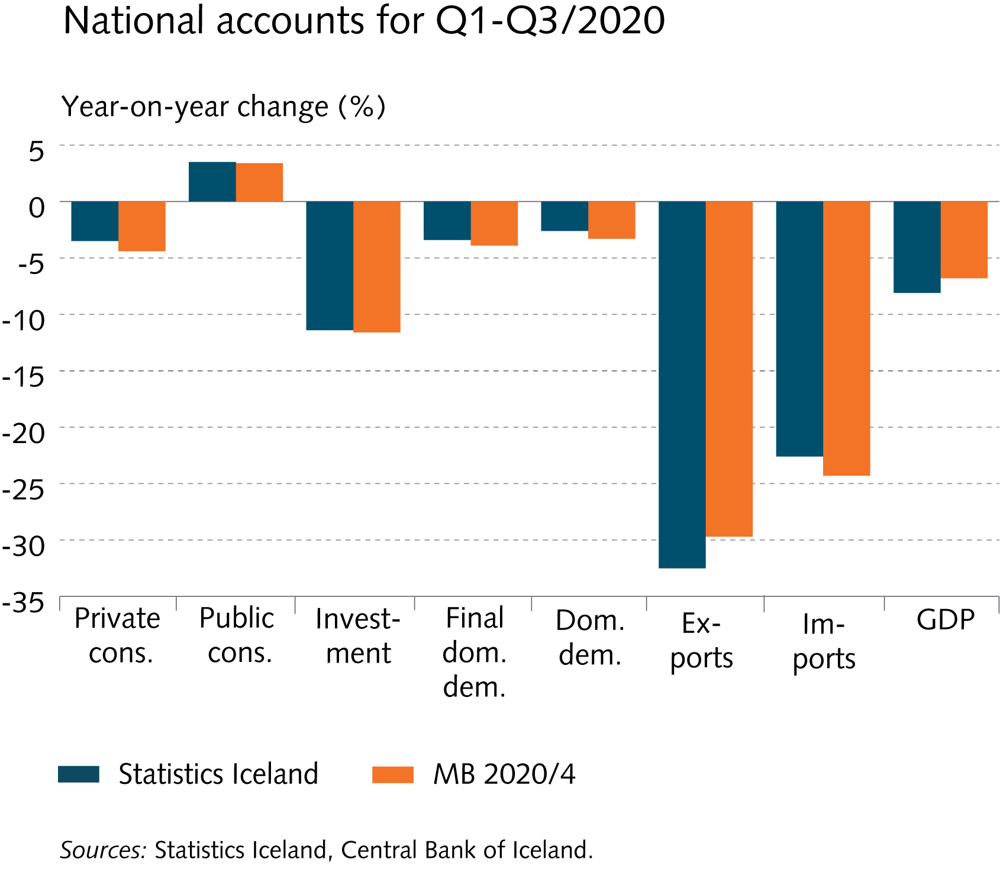 National accounts for Q1-Q3/2020
Year-on-year change (%)
5
0
-5
-10
-15
-20
-25
-30
-35
Private
cons.
Public
cons.
Invest-
ment
Final
dom.
dem.
Dom.
dem.
Ex-
ports
Im-
ports
GDP
Statistics Iceland
MB 2020/4
Sources: Statistics Iceland, Central Bank of Iceland.